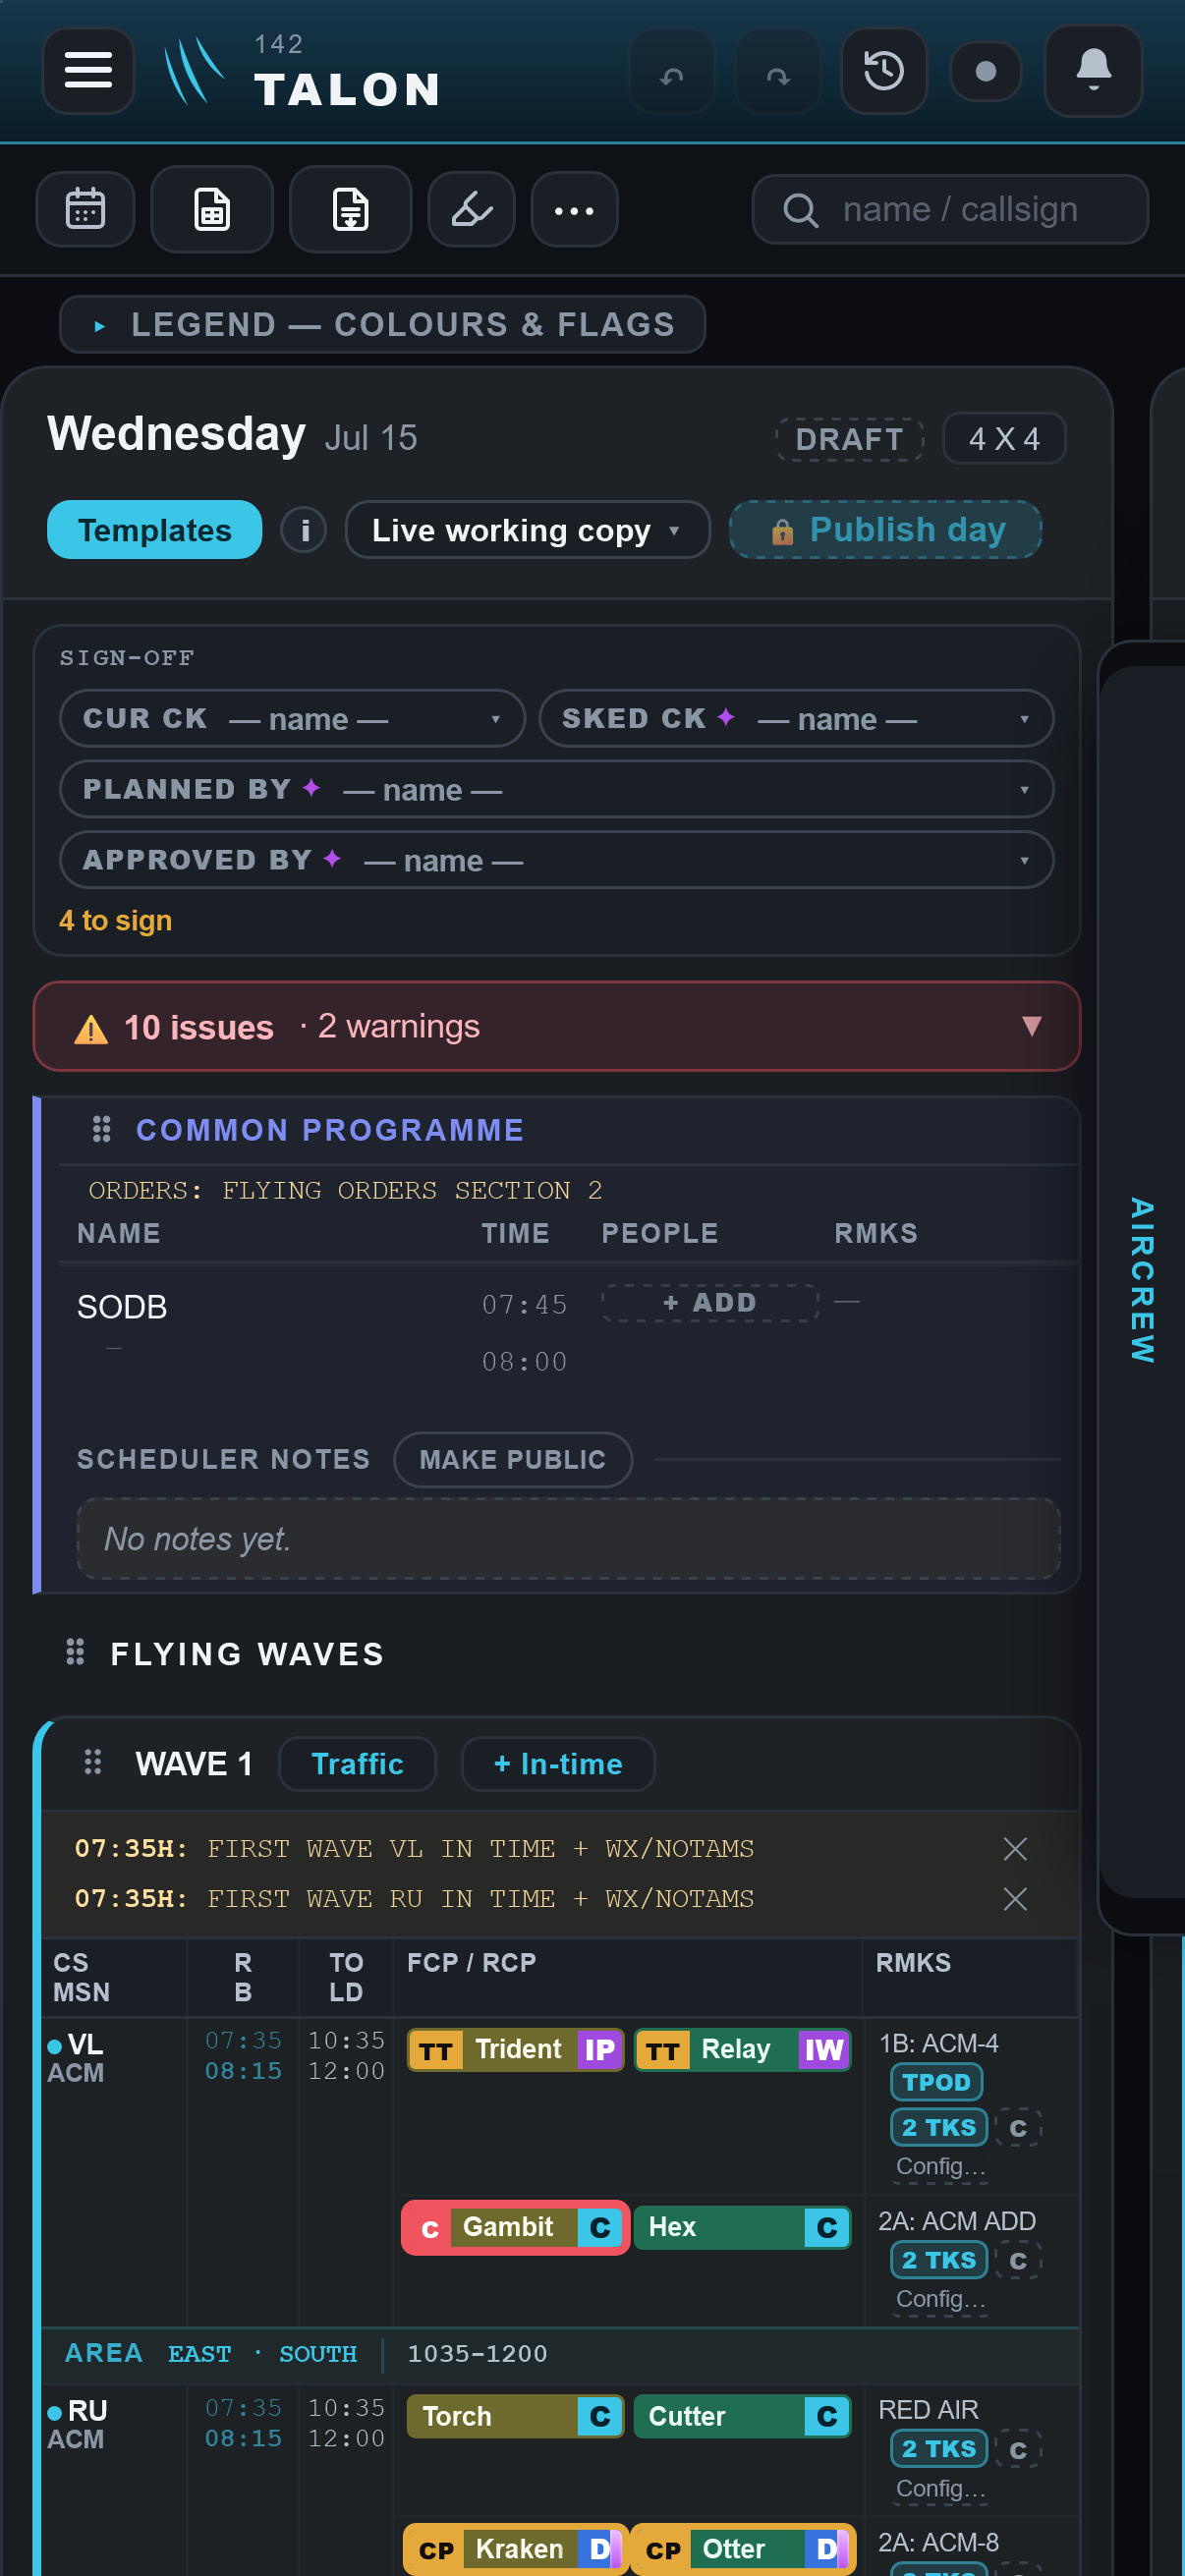 142
TALON
name / callsign
LEGEND — COLOURS & FLAGS
Wednesday Jul 15 DRAFT 4 X 4
Templates i Live working copy Publish day
SIGN-OFF
CUR CK — name — SKED CK — name —
PLANNED BY — name —
APPROVED BY — name —
4 to sign
10 issues · 2 warnings
COMMON PROGRAMME
ORDERS: FLYING ORDERS SECTION 2
NAME TIME PEOPLE RMKS
SODB 07:45 + ADD —
— 08:00
SCHEDULER NOTES MAKE PUBLIC
No notes yet.
AIRCREW
FLYING WAVES
WAVE 1 Traffic + In-time
07:35H: FIRST WAVE VL IN TIME + WX/NOTAMS
07:35H: FIRST WAVE RU IN TIME + WX/NOTAMS
CS R TO FCP / RCP RMKS
MSN B LD
VL 07:35 10:35 TT Trident IP TT Relay IW 1B: ACM-4
ACM 08:15 12:00
TPOD
2 TKS C
Config...
C Gambit C Hex C 2A: ACM ADD
2 TKS C
Config...
AREA EAST · SOUTH 1035-1200
RU 07:35 10:35 Torch C Cutter C RED AIR
ACM 08:15 12:00
2 TKS C
Config...
CP Kraken D CP Otter D 2A: ACM-8